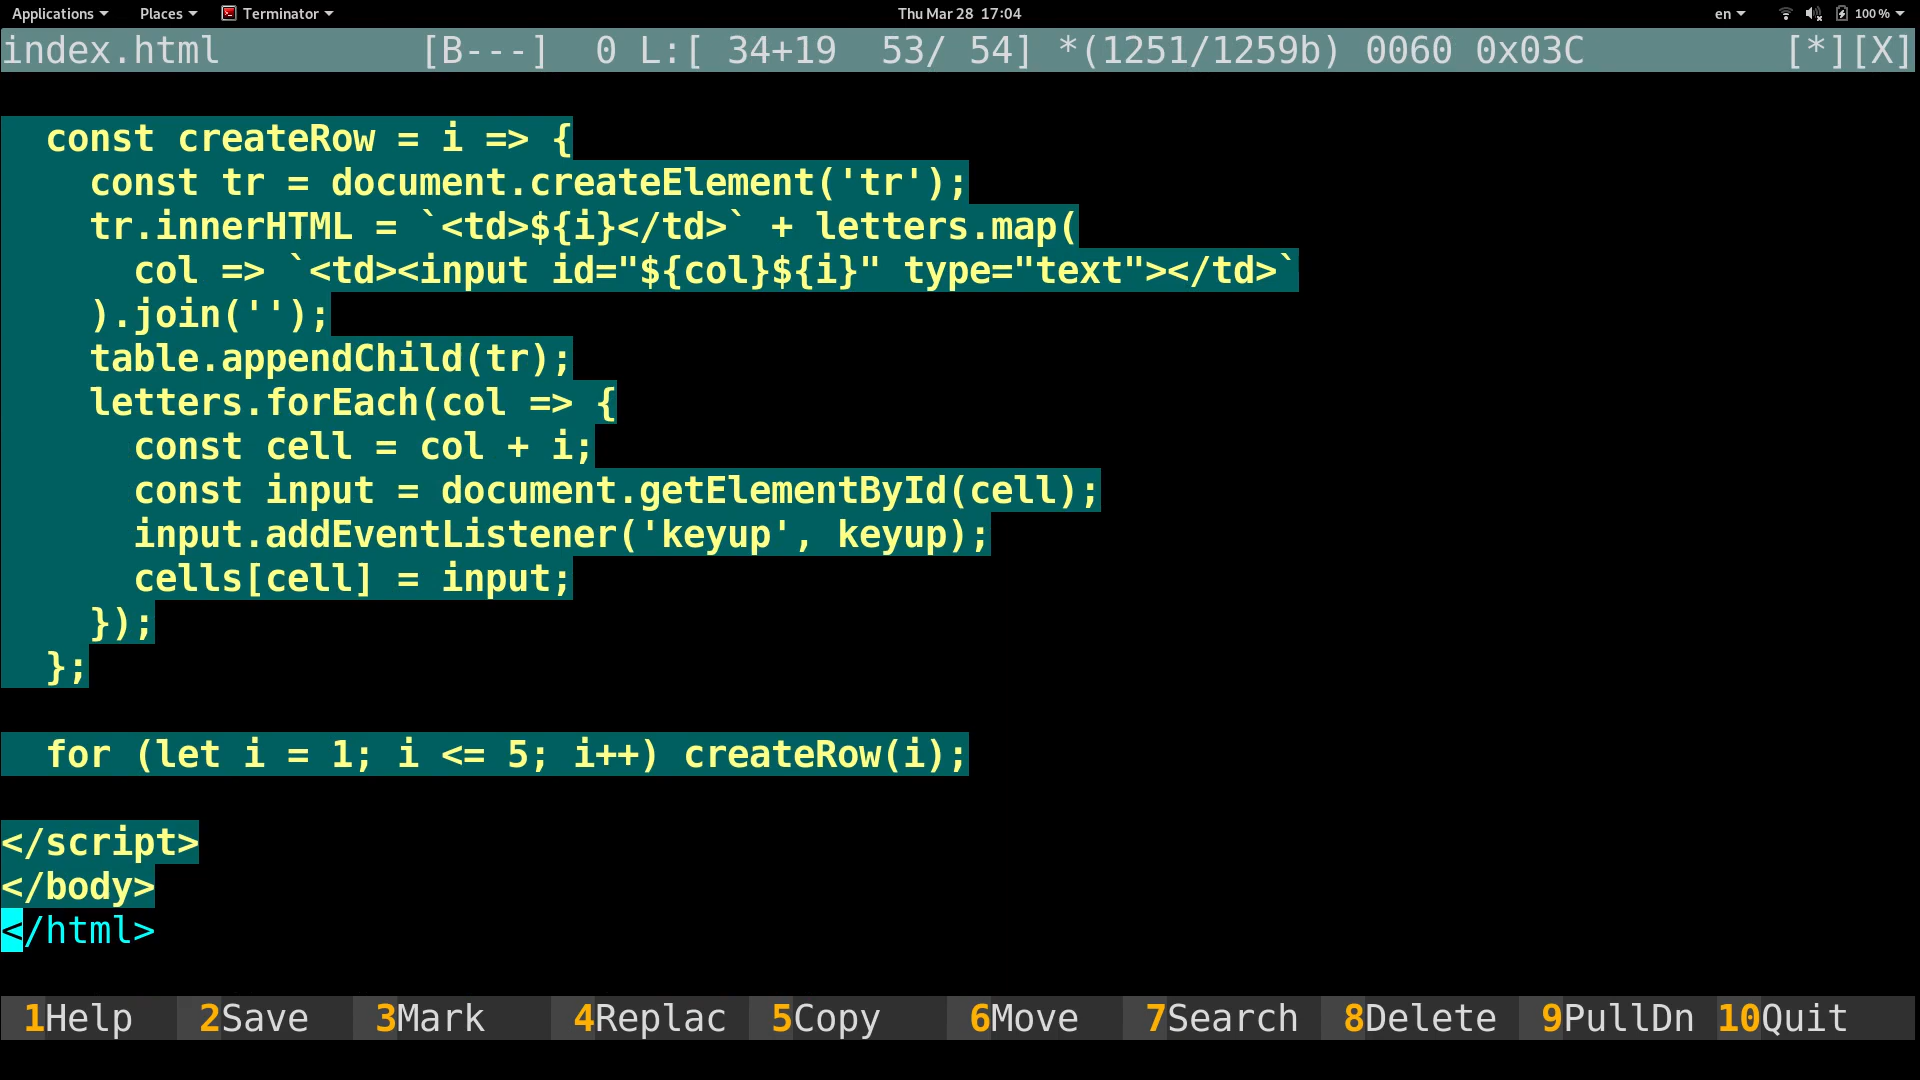 Applications Places Terminator Thu Mar 28 17:04 en 100 %
index.html [B---] 0 L:[ 34+19 53/ 54] *(1251/1259b) 0060 0x03C [*][X]
  const createRow = i => {
    const tr = document.createElement('tr');
    tr.innerHTML = `<td>${i}</td>` + letters.map(
      col => `<td><input id="${col}${i}" type="text"></td>`
    ).join('');
    table.appendChild(tr);
    letters.forEach(col => {
      const cell = col + i;
      const input = document.getElementById(cell);
      input.addEventListener('keyup', keyup);
      cells[cell] = input;
    });
  };
  for (let i = 1; i <= 5; i++) createRow(i);
</script>
</body>
</html>
1Help 2Save 3Mark 4Replac 5Copy 6Move 7Search 8Delete 9PullDn 10Quit